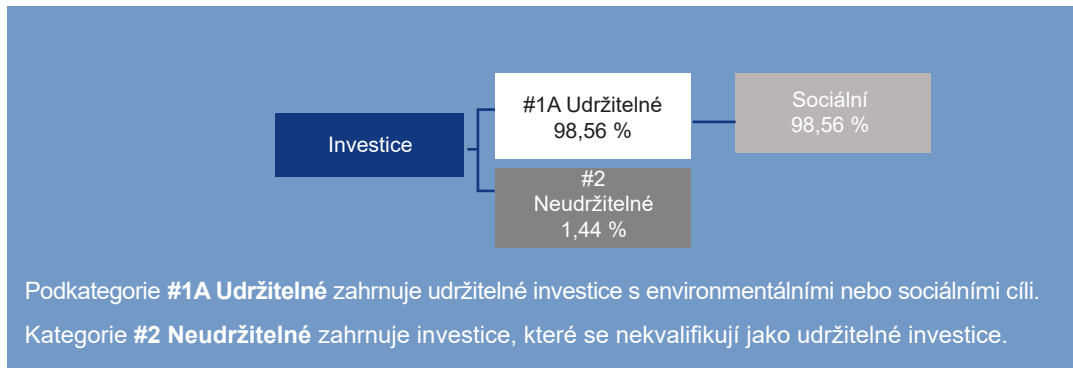 Investice
#1A Udržitelné
98,56 %
Sociální
98,56 %
#2
Neudržitelné
1,44 %
Podkategorie #1A Udržitelné zahrnuje udržitelné investice s environmentálními nebo sociálními cíli.
Kategorie #2 Neudržitelné zahrnuje investice, které se nekvalifikují jako udržitelné investice.